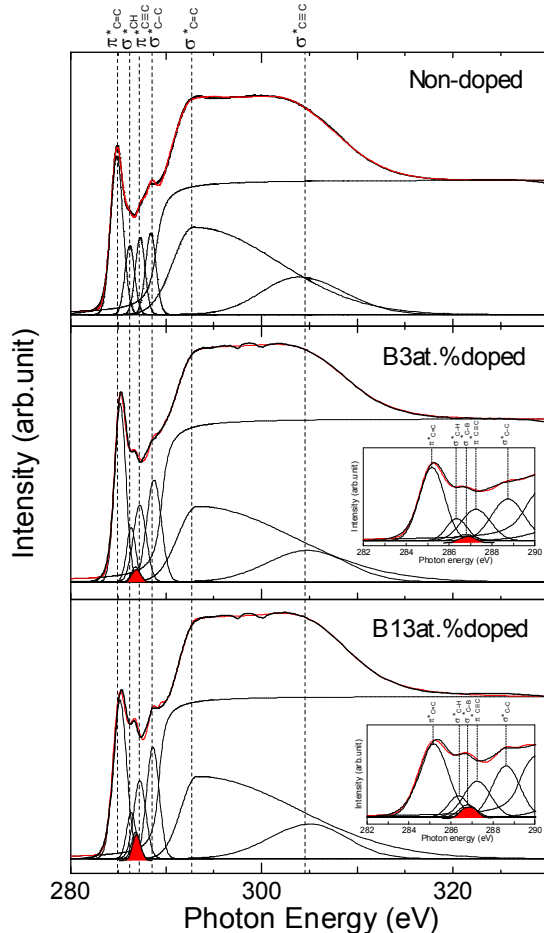 π*C=C
σ*CH
π*C≡C
σ*C–C
σ*C=C
σ*C≡C
Non-doped
B3at.%doped
π*C=C
σ*C–H
σ*C–B
π*C≡C
σ*C–C
Intensity (arb.unit)
282 284 286 288 290
Photon energy (eV)
B13at.%doped
π*C=C
σ*C–H
σ*C–B
π*C≡C
σ*C–C
Intensity (arb.unit)
282 284 286 288 290
Photon energy (eV)
Intensity (arb.unit)
280 300 320
Photon Energy (eV)